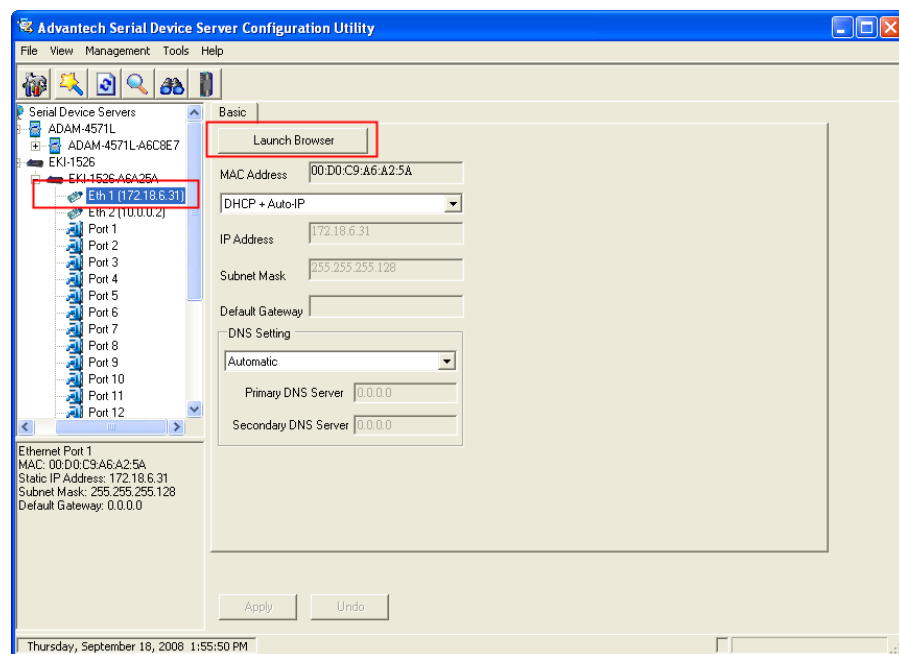 Advantech Serial Device Server Configuration Utility
File View Management Tools Help
Serial Device Servers
ADAM-4571L
ADAM-4571L-A6C8E7
EKI-1526
EKI-1526-A6A25A
Eth 1 (172.18.6.31)
Eth 2 (10.0.0.2)
Port 1
Port 2
Port 3
Port 4
Port 5
Port 6
Port 7
Port 8
Port 9
Port 10
Port 11
Port 12
Ethernet Port 1
MAC: 00:D0:C9:A6:A2:5A
Static IP Address: 172.18.6.31
Subnet Mask: 255.255.255.128
Default Gateway: 0.0.0.0
Basic
Launch Browser
MAC Address 00:D0:C9:A6:A2:5A
DHCP + Auto-IP
IP Address 172.18.6.31
Subnet Mask 255.255.255.128
Default Gateway
DNS Setting
Automatic
Primary DNS Server 0.0.0.0
Secondary DNS Server 0.0.0.0
Apply Undo
Thursday, September 18, 2008 1:55:50 PM